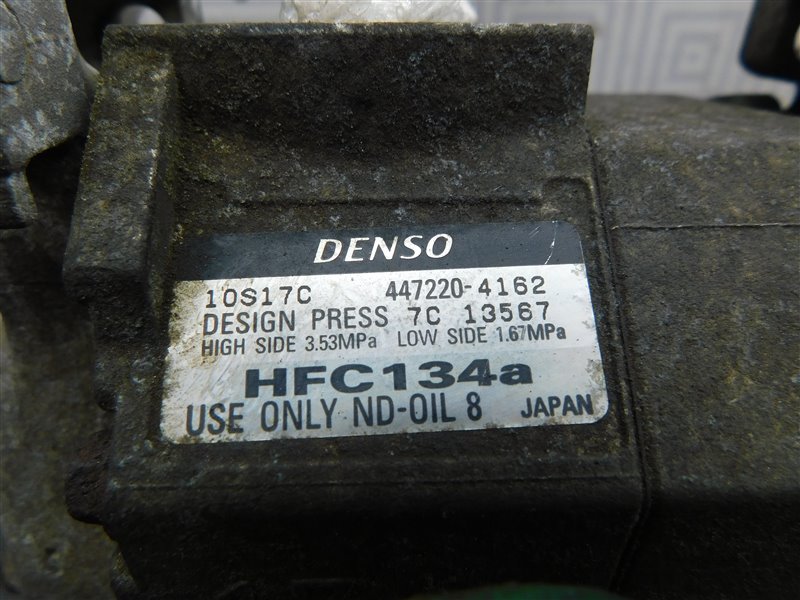 DENSO
10S17C 447220-4162
DESIGN PRESS 7C 13567
HIGH SIDE 3.53MPa LOW SIDE 1.67MPa
HFC134a
USE ONLY ND-OIL 8 JAPAN